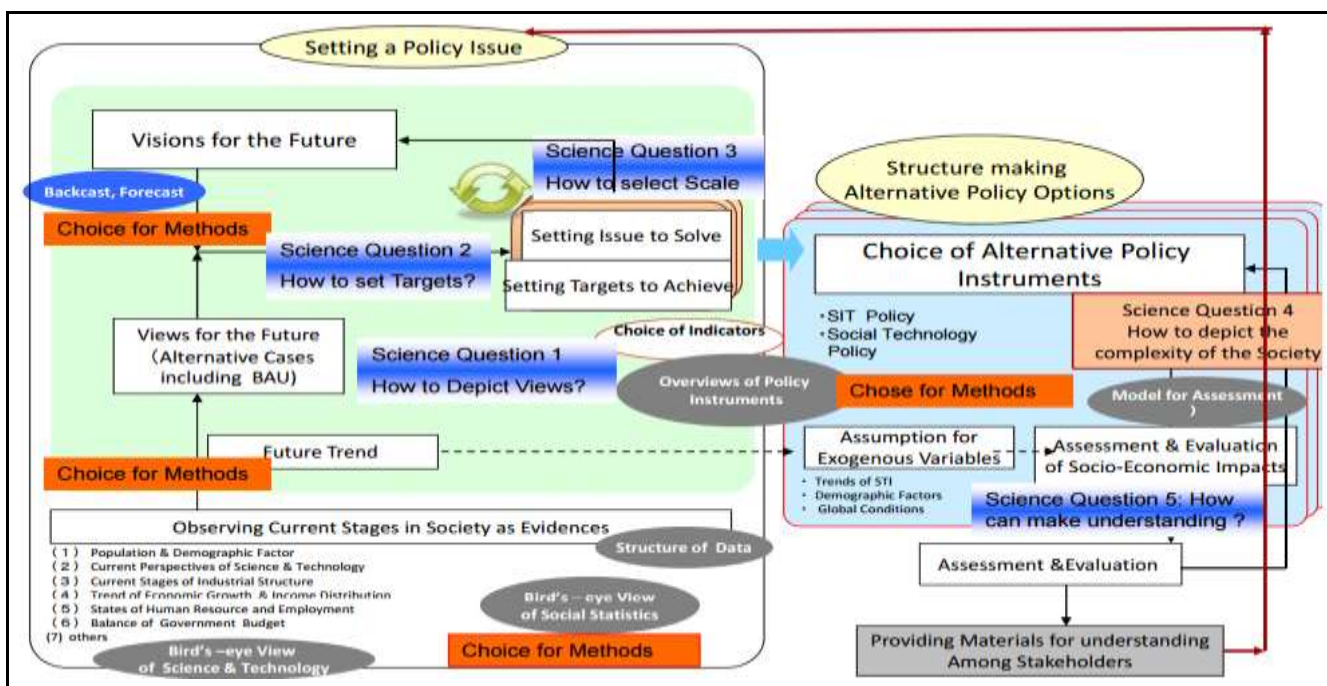 Setting a Policy Issue
Visions for the Future
Science Question 3
How to select Scale
Backcast, Forecast
Choice for Methods
Science Question 2
How to set Targets?
Setting Issue to Solve
Setting Targets to Achieve
Views for the Future
(Alternative Cases
including BAU)
Choice of Indicators
Science Question 1
How to Depict Views?
Overviews of Policy
Instruments
Future Trend
Choice for Methods
Observing Current Stages in Society as Evidences
Structure of Data
(1) Population & Demographic Factor
(2) Current Perspectives of Science & Technology
(3) Current Stages of Industrial Structure
(4) Trend of Economic Growth & Income Distribution
(5) States of Human Resource and Employment
(6) Balance of Government Budget
(7) others
Bird's – eye View
of Social Statistics
Bird's –eye View
of Science & Technology
Choice for Methods
Structure making
Alternative Policy Options
Choice of Alternative Policy
Instruments
・SIT Policy
・Social Technology
Policy
Science Question 4
How to depict the
complexity of the Society
Chose for Methods
Model for Assessment
)
Assumption for
Exogenous Variables
Assessment & Evaluation
of Socio-Economic Impacts
• Trends of STI
• Demographic Factors
• Global Conditions
Science Question 5: How
can make understanding ?
Assessment &Evaluation
Providing Materials for understanding
Among Stakeholders